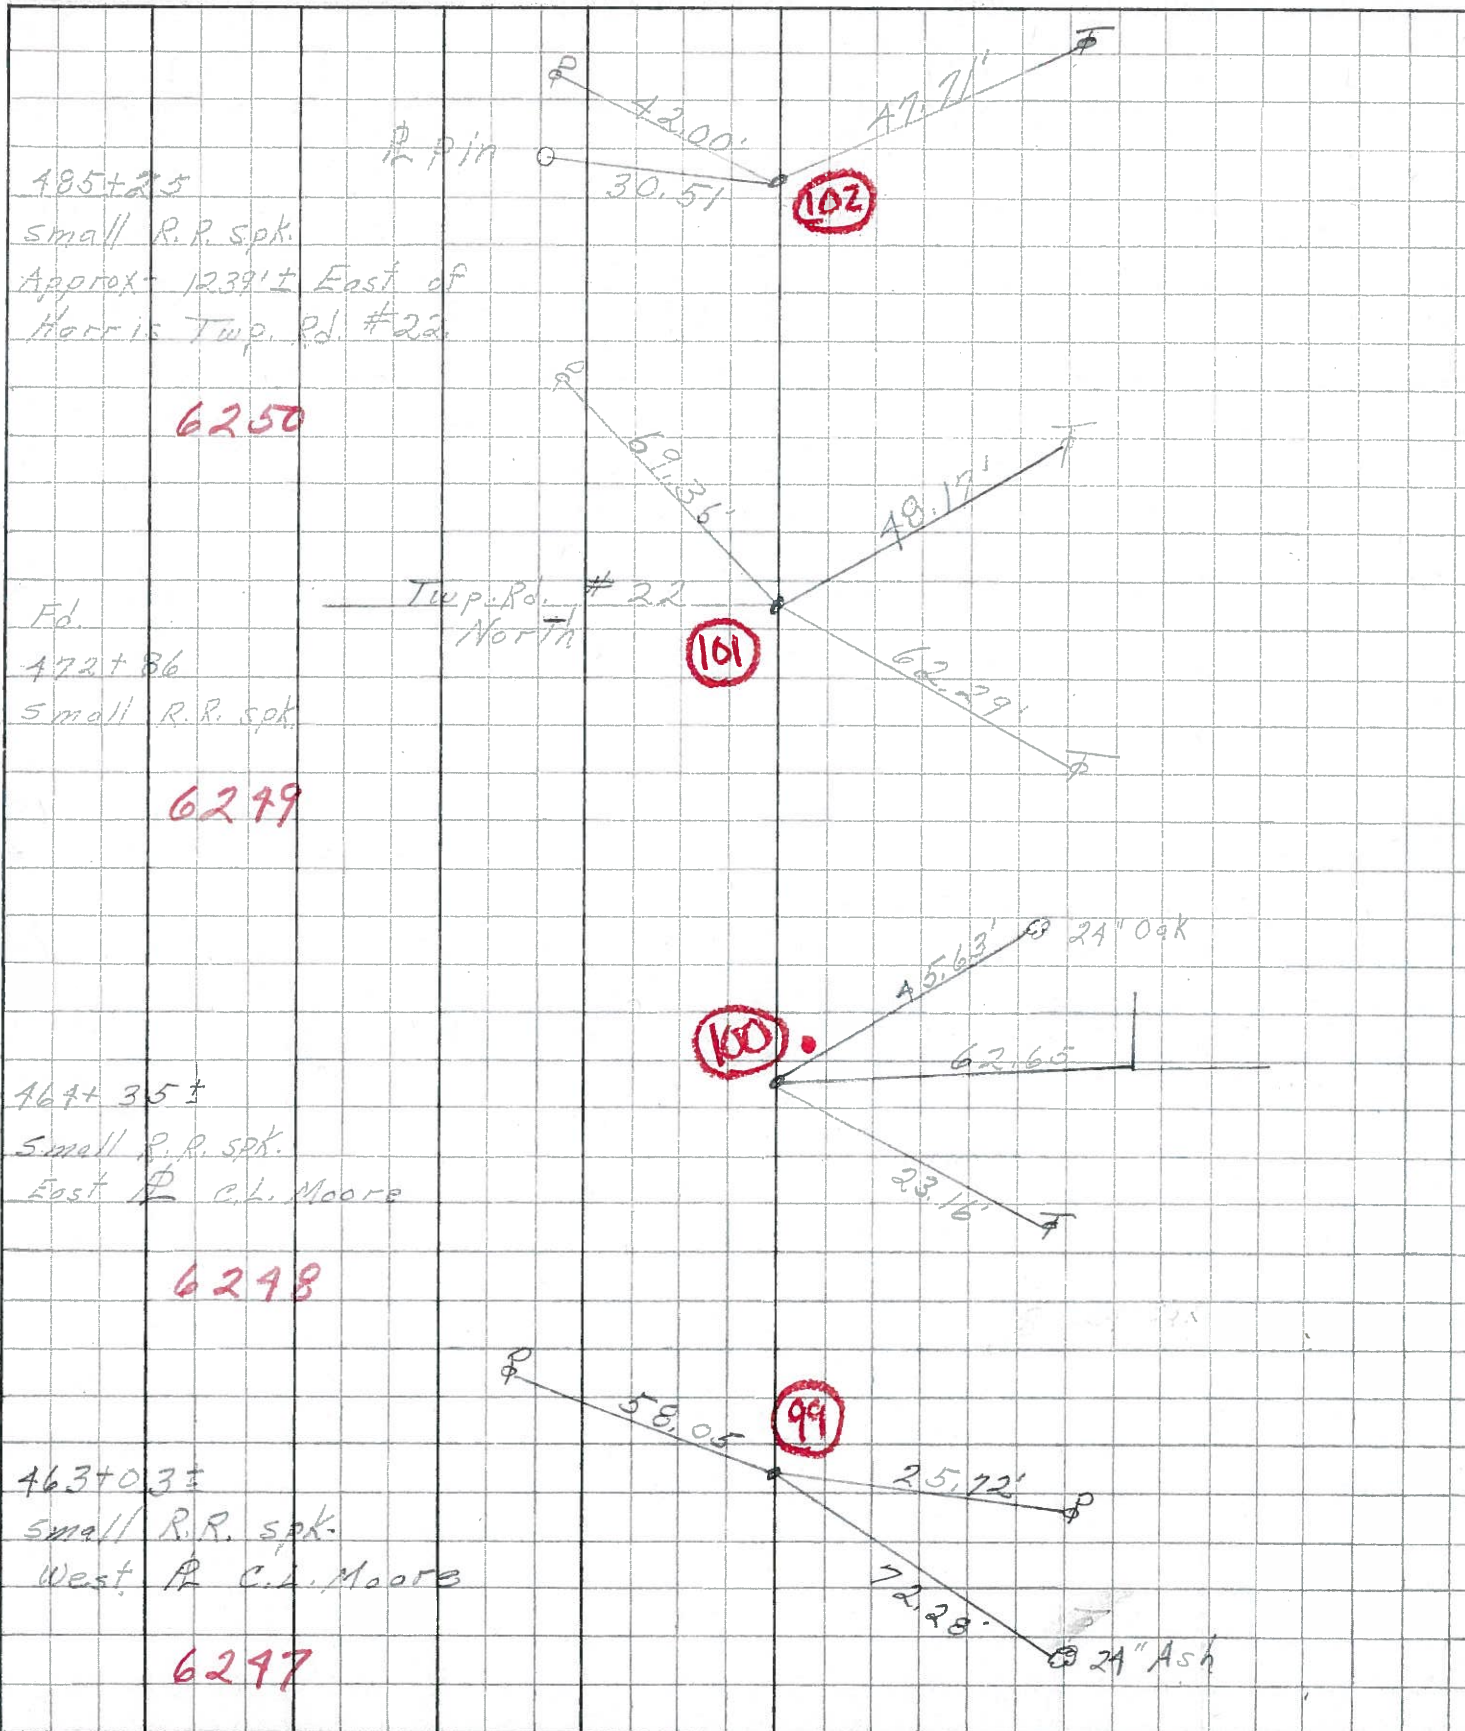 42.00'
47.71'
PL pin
30.51
102
485+25
small R.R. spk.
Approx- 1239'± East of
Harris Twp. Rd. #22.
6250
69.36'
48.17'
Twp. Rd. # 22
North
101
Fd.
472+86
small R.R. spk.
62.29'
6249
45.63'
24" Oak
100
62.65
464+35±
Small R.R. spk.
East PL C.L. Moore
23.16'
6248
58.05
99
25.72'
463+03±
small R.R. spk.
West PL C.L. Moore
72.28'
24" Ash
6247